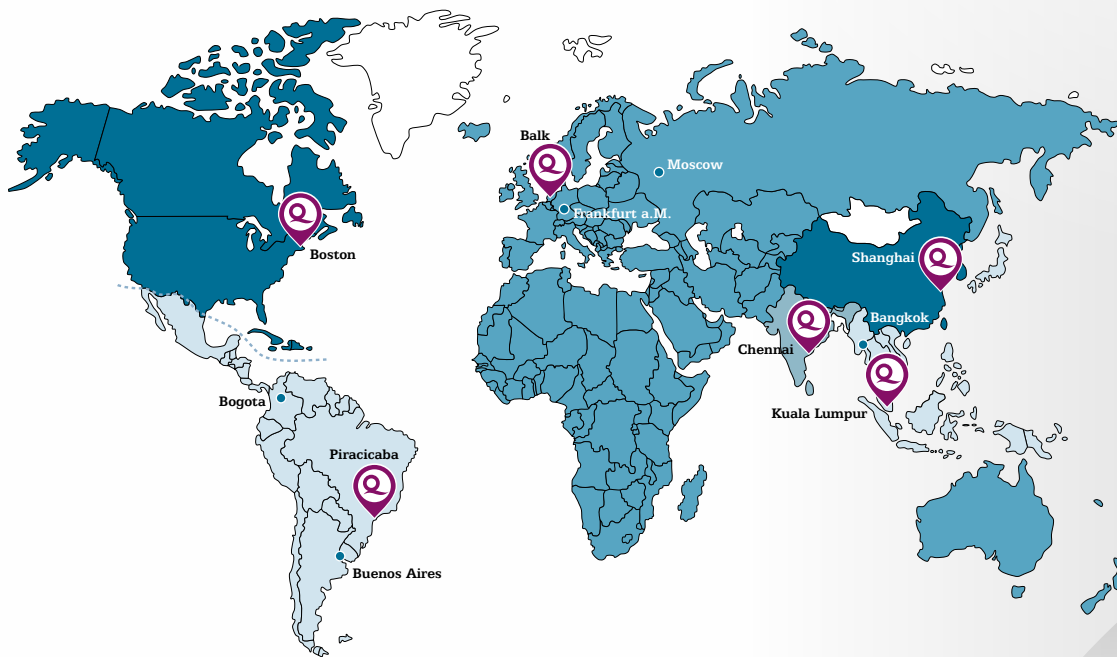 Balk
Moscow
Frankfurt a.M.
Boston
Shanghai
Bangkok
Chennai
Kuala Lumpur
Bogota
Piracicaba
Buenos Aires